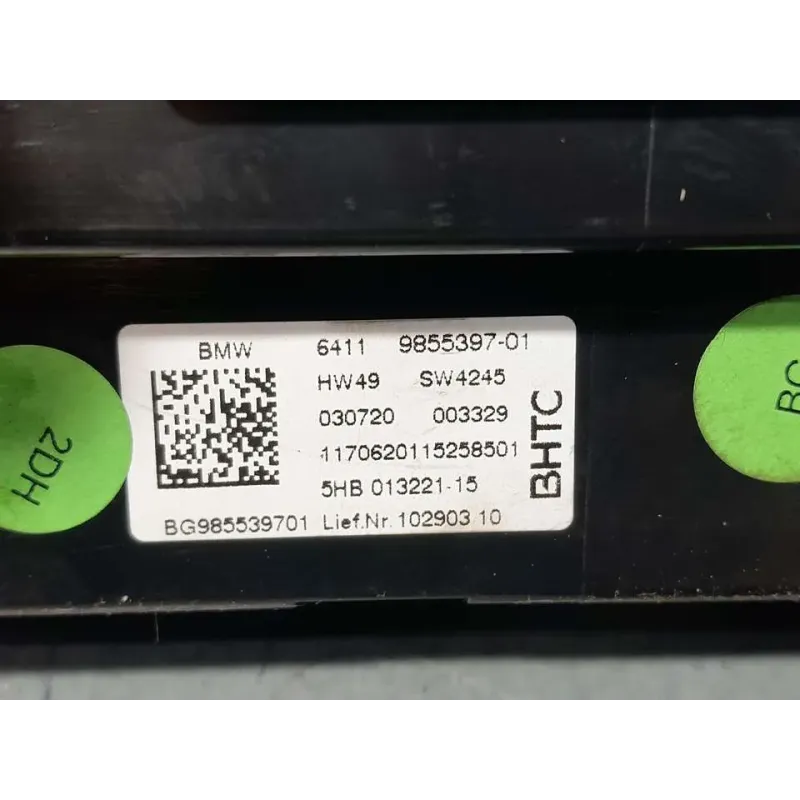 BMW 6411 9855397-01
HW49 SW4245
030720 003329
1170620115258501
5HB 013221-15
BG985539701 Lief.Nr. 102903 10
BHTC
2DH